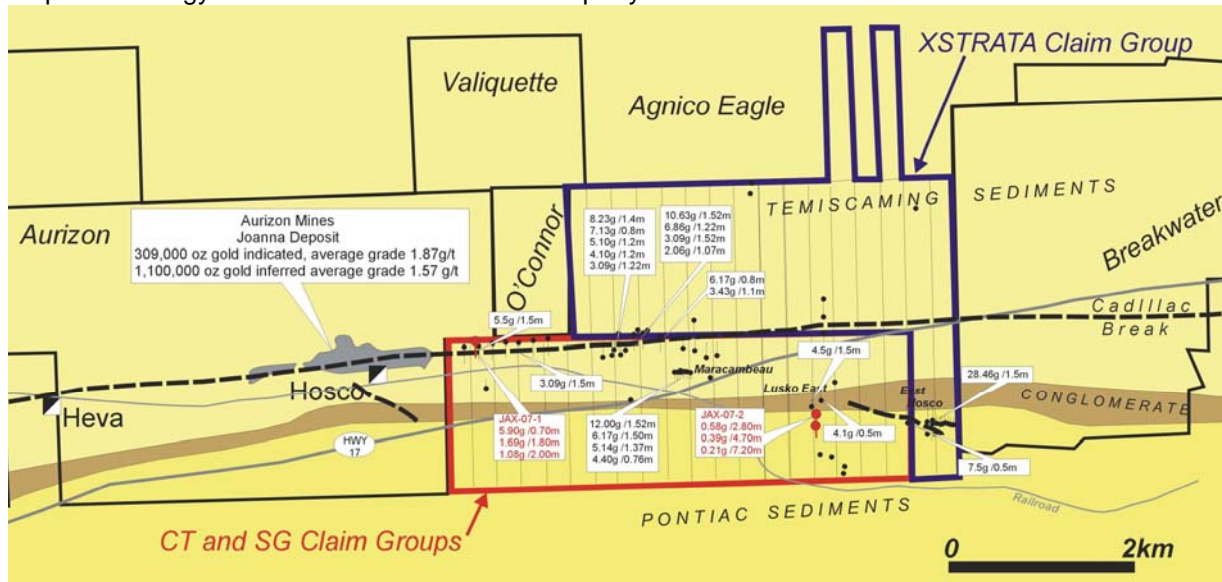 XSTRATA Claim Group
Valiquette
Agnico Eagle
TEMISCAMING SEDIMENTS
Aurizon
Aurizon Mines
Joanna Deposit
309,000 oz gold indicated, average grade 1.87g/t
1,100,000 oz gold inferred average grade 1.57 g/t
O'Connor
8.23g /1.4m
7.13g /0.8m
5.10g /1.2m
4.10g /1.2m
3.09g /1.22m
10.63g /1.52m
6.86g /1.22m
3.09g /1.52m
2.06g /1.07m
6.17g /0.8m
3.43g /1.1m
Breakwater
Cadillac
Break
5.5g /1.5m
3.09g /1.5m
4.5g /1.5m
Maracambeau
Lusko East
East
Bosco
28.46g /1.5m
CONGLOMERATE
Hosco
Heva
HWY
17
JAX-07-1
5.90g /0.70m
1.69g /1.80m
1.08g /2.00m
12.00g /1.52m
6.17g /1.50m
5.14g /1.37m
4.40g /0.76m
JAX-07-2
0.58g /2.80m
0.39g /4.70m
0.21g /7.20m
4.1g /0.5m
7.5g /0.5m
Railroad
PONTIAC SEDIMENTS
CT and SG Claim Groups
0 2km